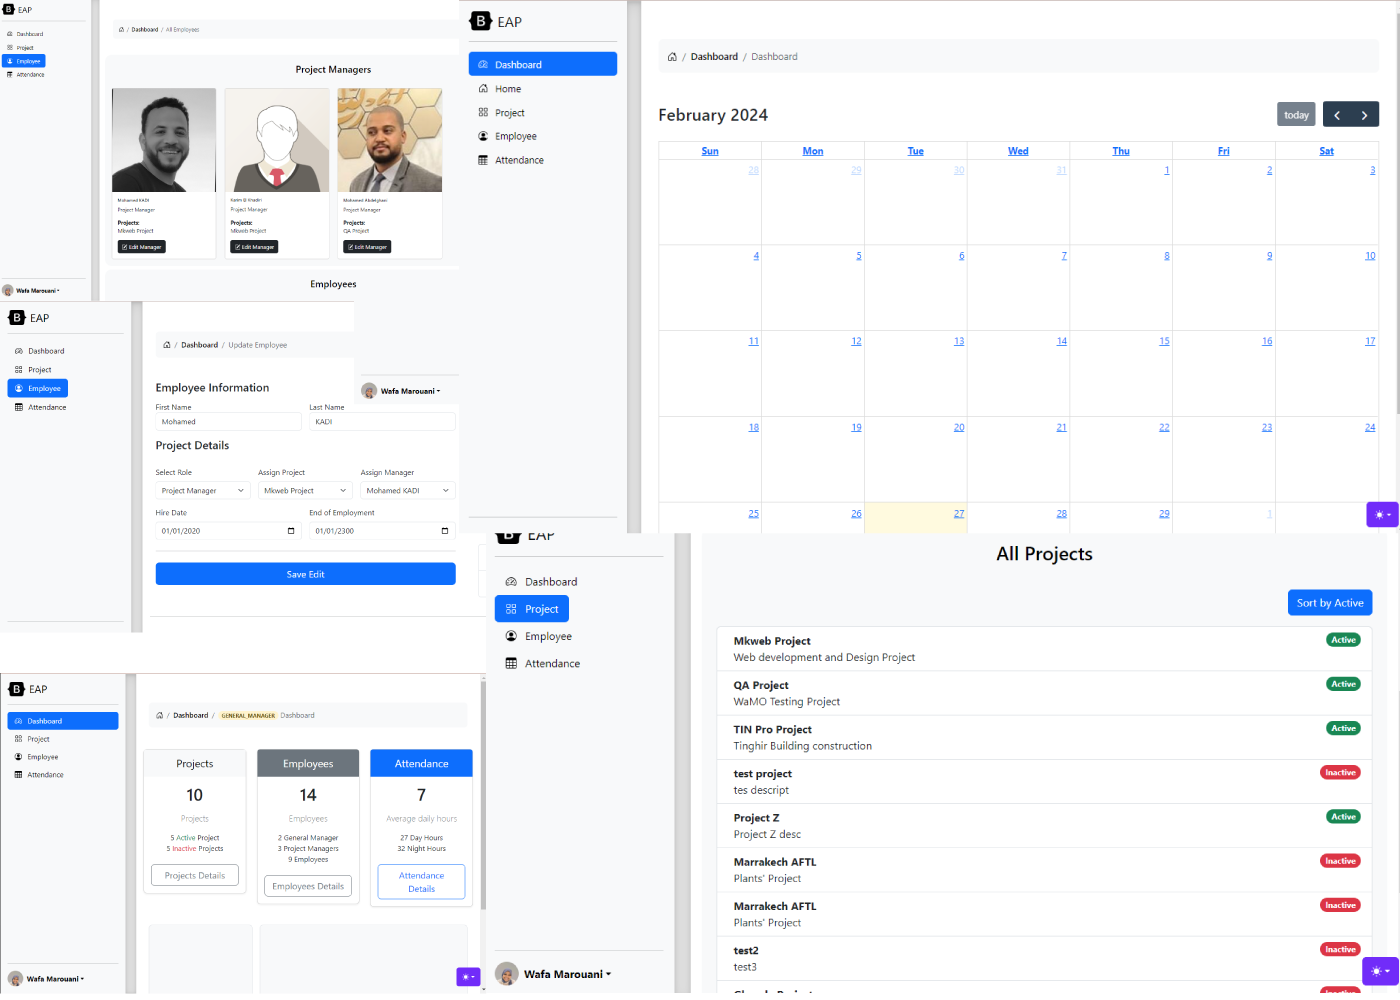 EAP
Dashboard
Project
Employee
Attendance
Wafa Marouani
/ Dashboard / All Employees
Project Managers
Mohamed KADI
Project Manager
Projects:
Mkweb Project
Edit Manager
Karim El Khadiri
Project Manager
Projects:
Mkweb Project
Edit Manager
Mohamed Abdelghani
Project Manager
Projects:
QA Project
Edit Manager
Employees
EAP
Dashboard
Home
Project
Employee
Attendance
Wafa Marouani
/ Dashboard / Dashboard
February 2024
today
Sun Mon Tue Wed Thu Fri Sat
28 29 30 31 1 2 3
4 5 6 7 8 9 10
11 12 13 14 15 16 17
18 19 20 21 22 23 24
25 26 27 28 29 1
EAP
Dashboard
Project
Employee
Attendance
/ Dashboard / Update Employee
Employee Information
First Name Last Name
Mohamed KADI
Project Details
Select Role Assign Project Assign Manager
Project Manager Mkweb Project Mohamed KADI
Hire Date End of Employment
01/01/2020 01/01/2300
Save Edit
EAP
Dashboard
Project
Employee
Attendance
Wafa Marouani
/ Dashboard / GENERAL_MANAGER Dashboard
Projects
10
Projects
5 Active Project
5 Inactive Projects
Projects Details
Employees
14
Employees
2 General Manager
3 Project Managers
9 Employees
Employees Details
Attendance
7
Average daily hours
27 Day Hours
32 Night Hours
Attendance
Details
EAP
Dashboard
Project
Employee
Attendance
Wafa Marouani
All Projects
Sort by Active
Mkweb Project Active
Web development and Design Project
QA Project Active
WaMO Testing Project
TIN Pro Project Active
Tinghir Building construction
test project Inactive
tes descript
Project Z Active
Project Z desc
Marrakech AFTL Inactive
Plants' Project
Marrakech AFTL Inactive
Plants' Project
test2 Inactive
test3
Inactive